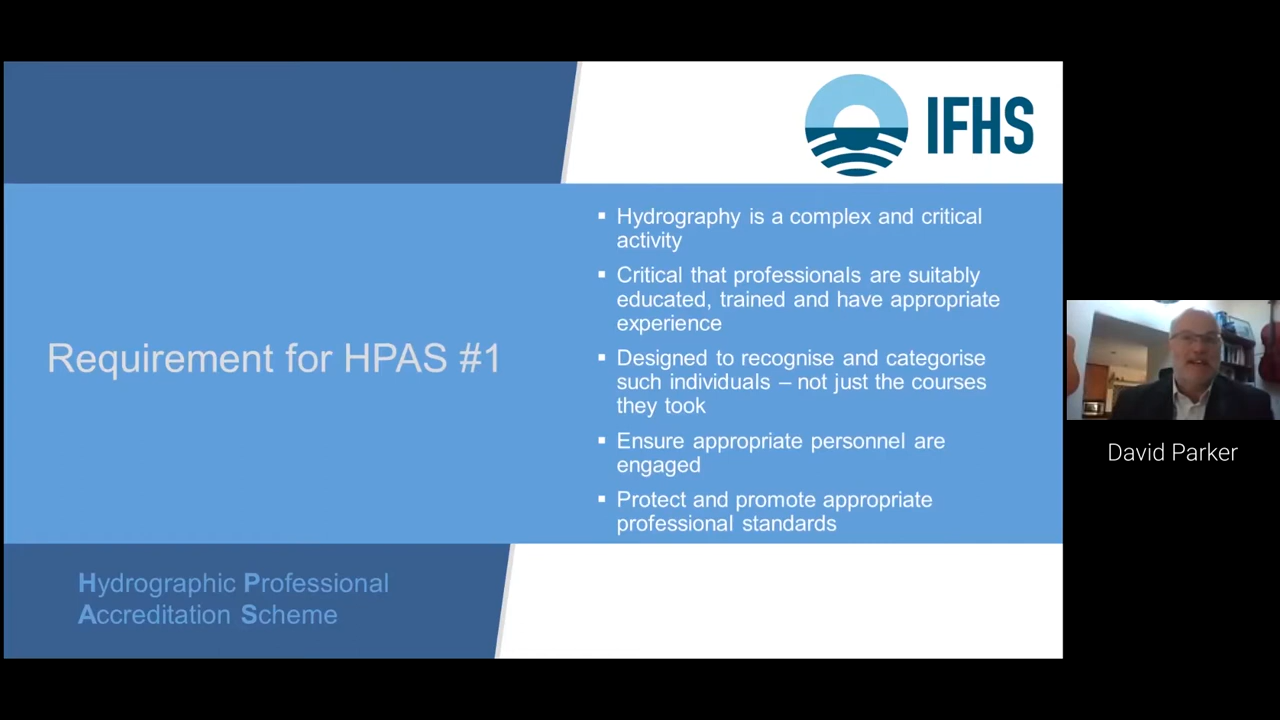 IFHS
Requirement for HPAS #1
▪ Hydrography is a complex and critical
activity
▪ Critical that professionals are suitably
educated, trained and have appropriate
experience
▪ Designed to recognise and categorise
such individuals – not just the courses
they took
▪ Ensure appropriate personnel are
engaged
▪ Protect and promote appropriate
professional standards
Hydrographic Professional
Accreditation Scheme
David Parker